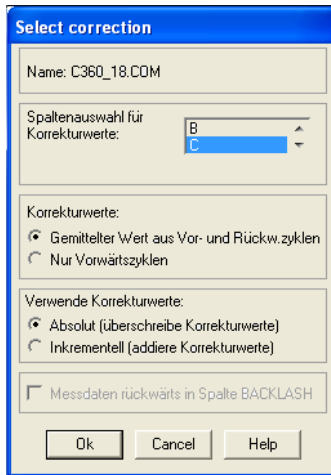 Select correction
Name: C360_18.COM
Spaltenauswahl für
Korrekturwerte:
B
C
Korrekturwerte:
Gemittelter Wert aus Vor- und Rückw.zyklen
Nur Vorwärtszyklen
Verwende Korrekturwerte:
Absolut (überschreibe Korrekturwerte)
Inkrementell (addiere Korrekturwerte)
Messdaten rückwärts in Spalte BACKLASH
Ok
Cancel
Help